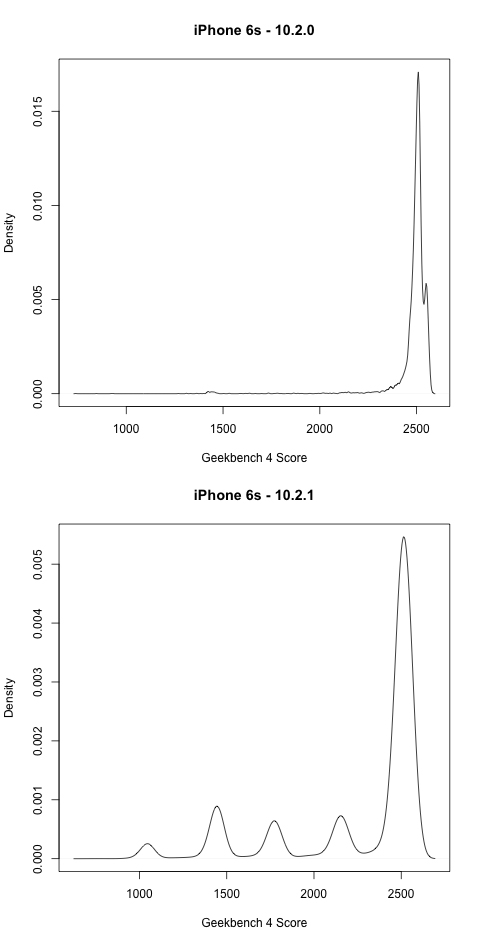 iPhone 6s - 10.2.0
Density
0.015
0.010
0.005
0.000
1000 1500 2000 2500
Geekbench 4 Score
iPhone 6s - 10.2.1
Density
0.005
0.004
0.003
0.002
0.001
0.000
1000 1500 2000 2500
Geekbench 4 Score